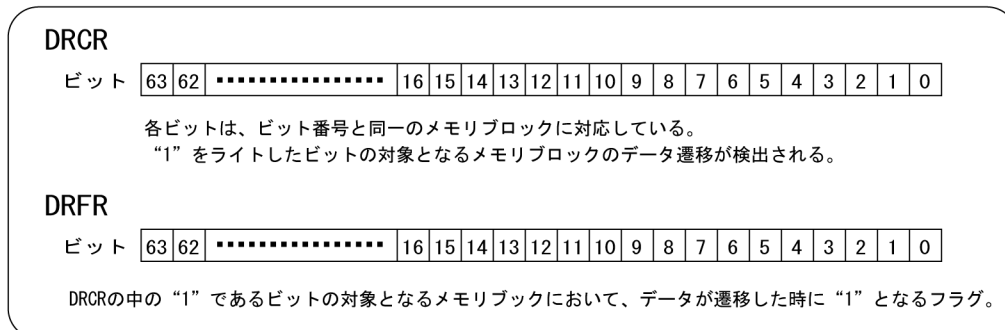 DRCR
ビット 63 62 ................ 16 15 14 13 12 11 10 9 8 7 6 5 4 3 2 1 0
各ビットは、ビット番号と同一のメモリブロックに対応している。
“1”をライトしたビットの対象となるメモリブロックのデータ遷移が検出される。
DRFR
ビット 63 62 ................ 16 15 14 13 12 11 10 9 8 7 6 5 4 3 2 1 0
DRCRの中の“1”であるビットの対象となるメモリブックにおいて、データが遷移した時に“1”となるフラグ。